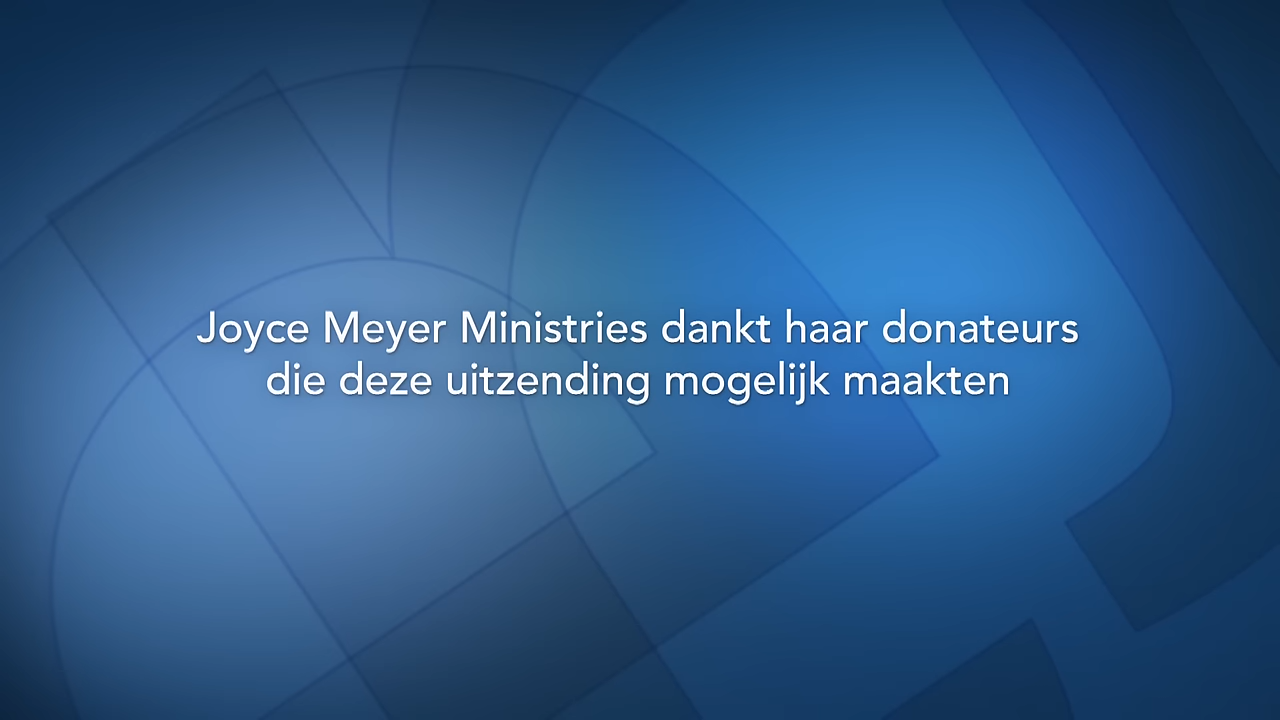 Joyce Meyer Ministries dankt haar donateurs
die deze uitzending mogelijk maakten